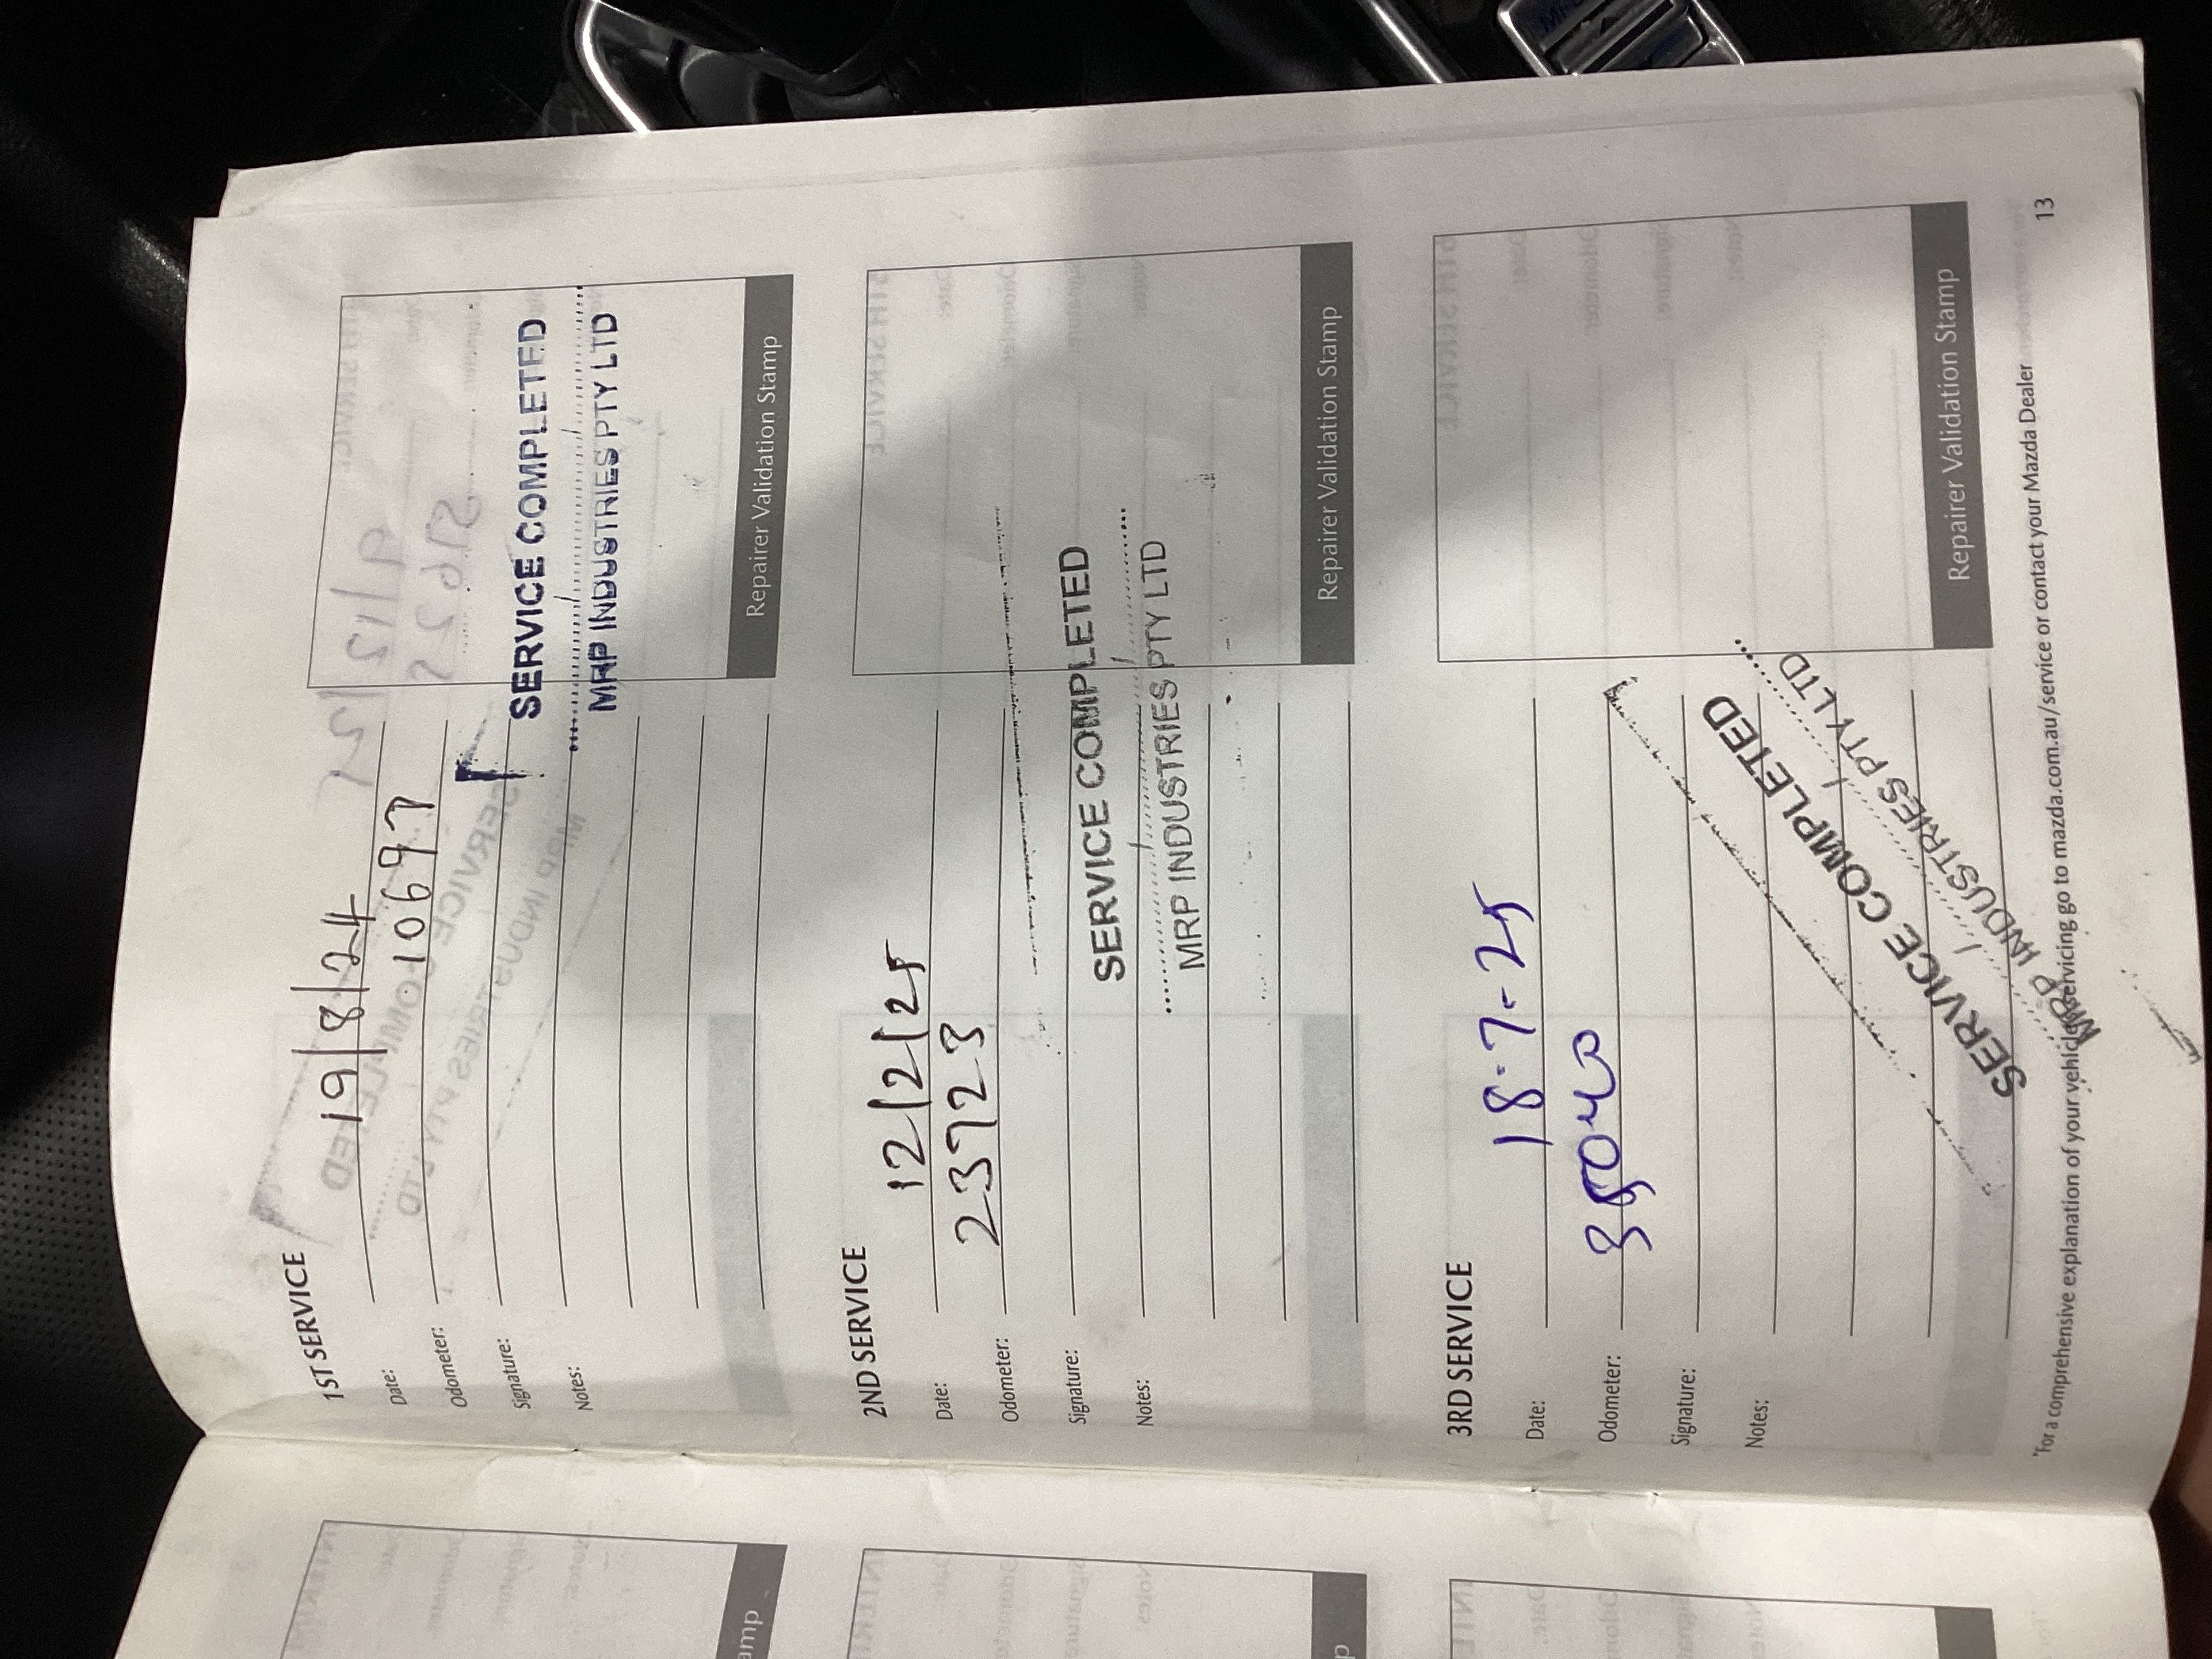 1ST SERVICE
Date: 19/8/24
Odometer: 10697
Signature:
Notes:
SERVICE COMPLETED
MRP INDUSTRIES PTY LTD
Repairer Validation Stamp
2ND SERVICE
Date: 12/2/25
Odometer: 23723
Signature:
Notes:
SERVICE COMPLETED
MRP INDUSTRIES PTY LTD
Repairer Validation Stamp
3RD SERVICE
Date: 18-7-25
Odometer:
Signature:
Notes:
SERVICE COMPLETED
MRP INDUSTRIES PTY LTD
Repairer Validation Stamp
*For a comprehensive explanation of your vehicle servicing go to mazda.com.au/service or contact your Mazda Dealer
13